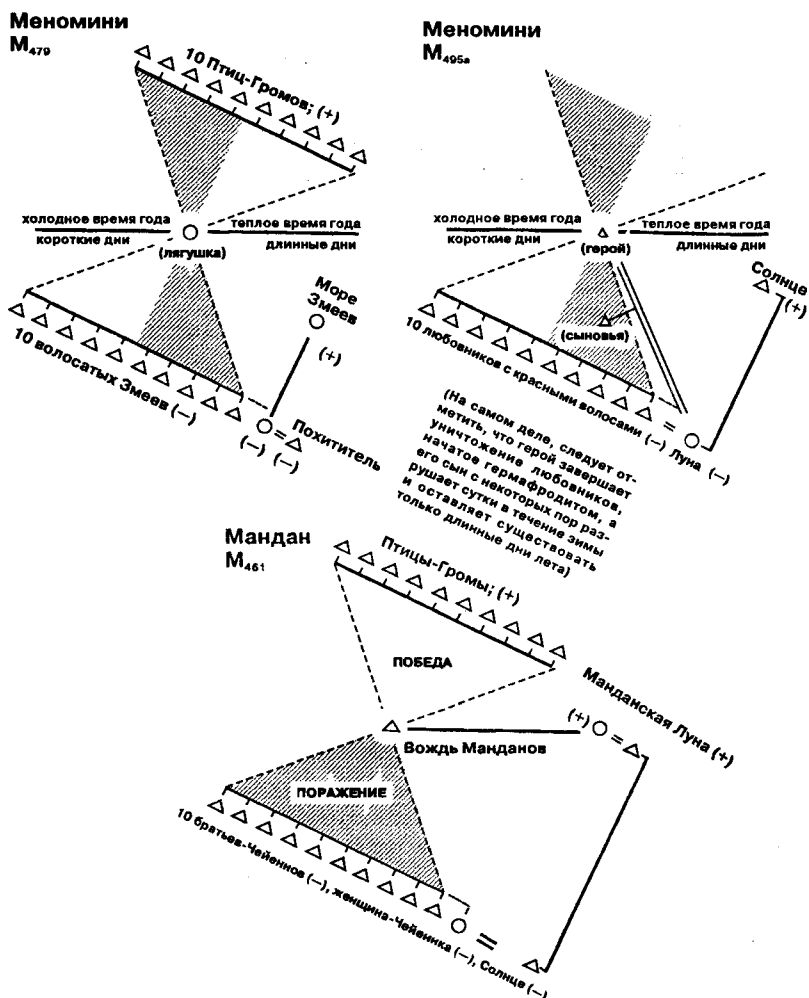 Меномини
M₄₇₉
10 Птиц-Громов; (+)
холодное время года
короткие дни
теплое время года
длинные дни
(лягушка)
Море
Змеев
(+)
10 волосатых Змеев (—)
(—) (—)
Похититель
Меномини
M₄₉₅ₐ
холодное время года
короткие дни
теплое время года
длинные дни
(герой)
Солнце
(+)
(сыновья)
10 любовников с красными волосами (—) Луна (—)
(На самом деле, следует от-
метить, что герой завершает
уничтожение любовников,
начатое гермафродитом, а
его сын с некоторых пор раз-
рушает сутки в течение зимы
и оставляет существовать
только длинные дни лета)
Мандан
M₄₆₁
Птицы-Громы; (+)
ПОБЕДА
Манданская Луна (+)
(+)
Вождь Манданов
ПОРАЖЕНИЕ
10 братьев-Чейеннов (—), женщина-Чейеннка (—), Солнце (—)